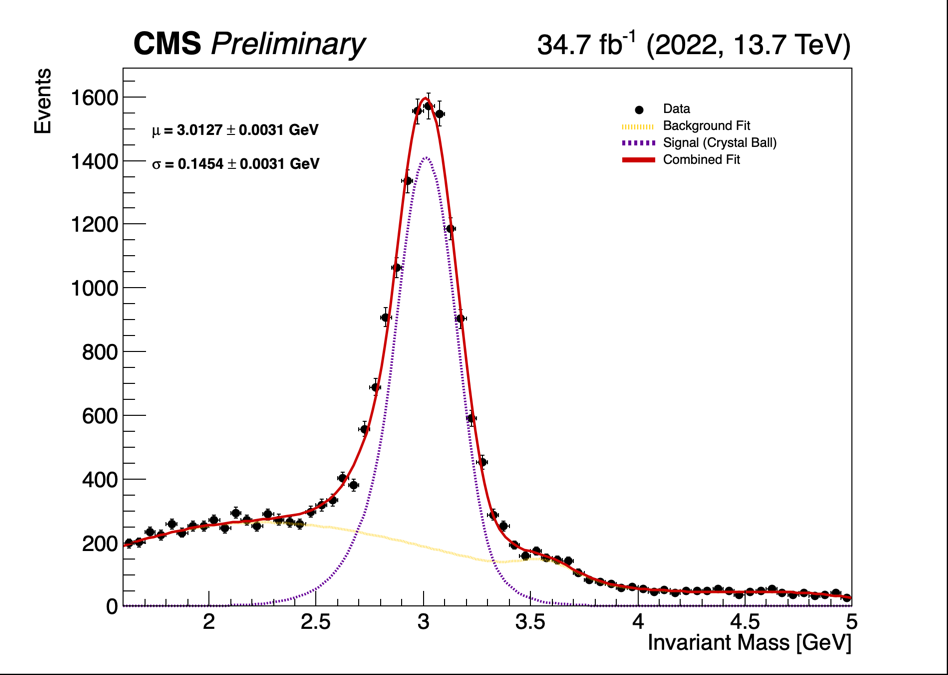 CMS Preliminary 34.7 fb⁻¹ (2022, 13.7 TeV)
Events
1600
1400
1200
1000
800
600
400
200
0
μ = 3.0127 ± 0.0031 GeV
σ = 0.1454 ± 0.0031 GeV
Data
Background Fit
Signal (Crystal Ball)
Combined Fit
2 2.5 3 3.5 4 4.5 5
Invariant Mass [GeV]